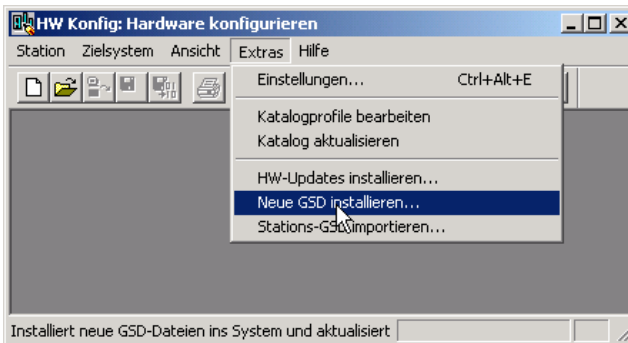 HW Konfig: Hardware konfigurieren
Station Zielsystem Ansicht Extras Hilfe
Einstellungen... Ctrl+Alt+E
Katalogprofile bearbeiten
Katalog aktualisieren
HW-Updates installieren...
Neue GSD installieren...
Stations-GSD importieren...
Installiert neue GSD-Dateien ins System und aktualisiert